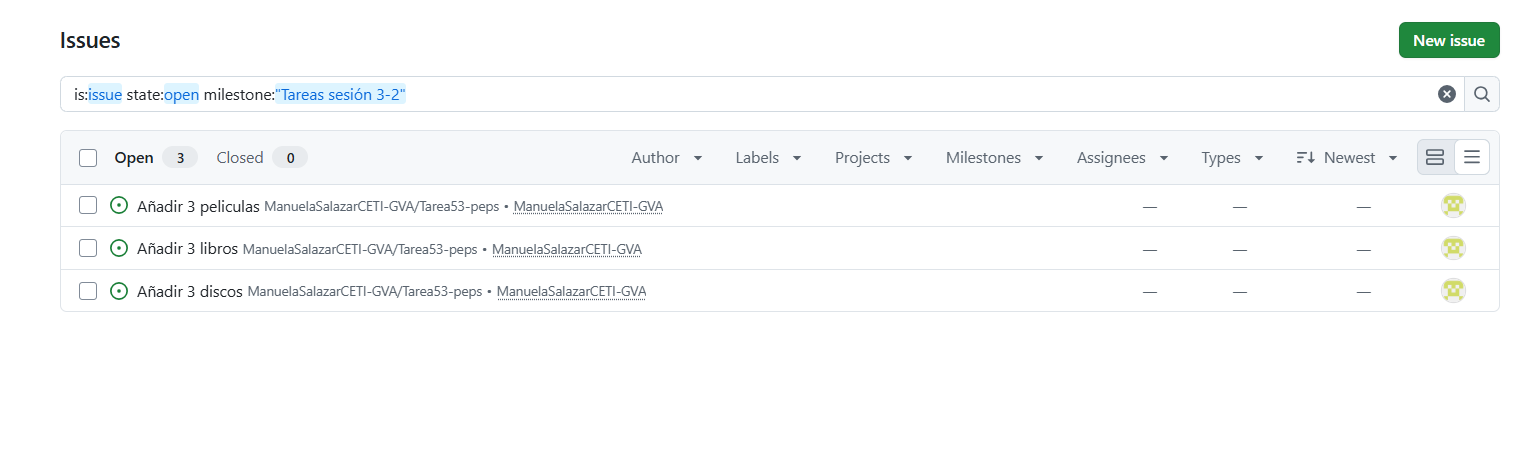 Issues
New issue
is:issue state:open milestone:"Tareas sesión 3-2"
Open 3 Closed 0 Author Labels Projects Milestones Assignees Types Newest
Añadir 3 peliculas ManuelaSalazarCETI-GVA/Tarea53-peps • ManuelaSalazarCETI-GVA — — —
Añadir 3 libros ManuelaSalazarCETI-GVA/Tarea53-peps • ManuelaSalazarCETI-GVA — — —
Añadir 3 discos ManuelaSalazarCETI-GVA/Tarea53-peps • ManuelaSalazarCETI-GVA — — —